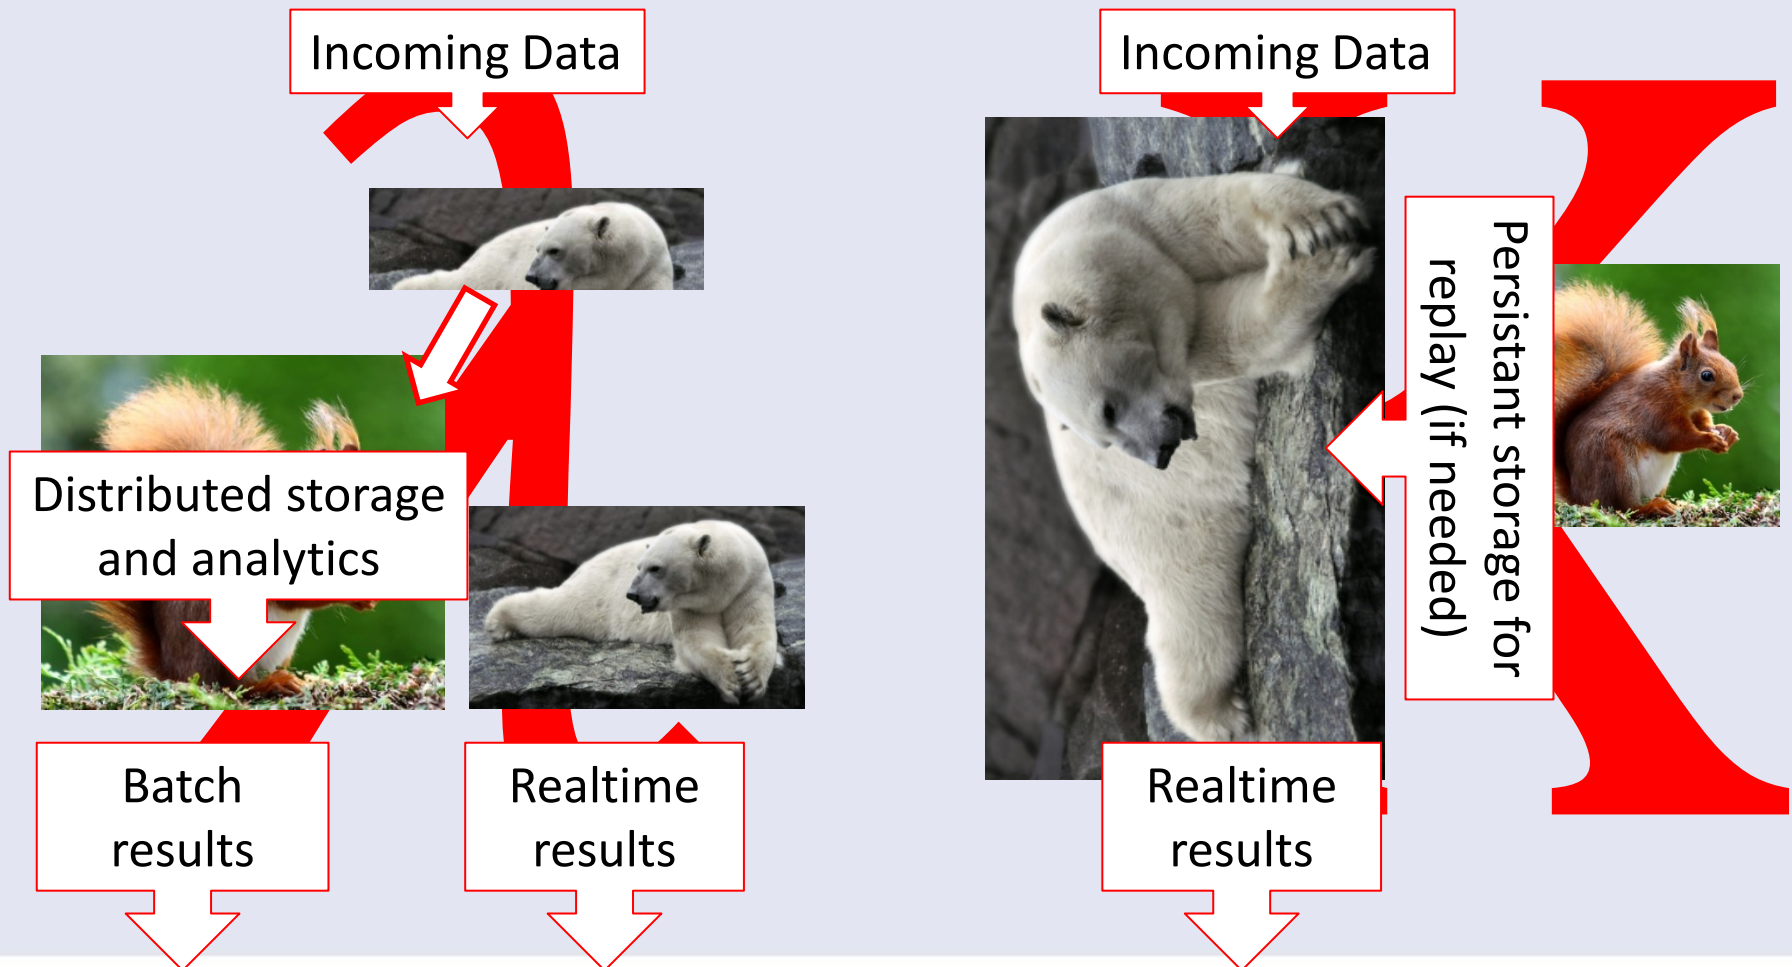 Incoming Data
Distributed storage
and analytics
Batch
results
Realtime
results
Incoming Data
Persistant storage for
replay (if needed)
Realtime
results